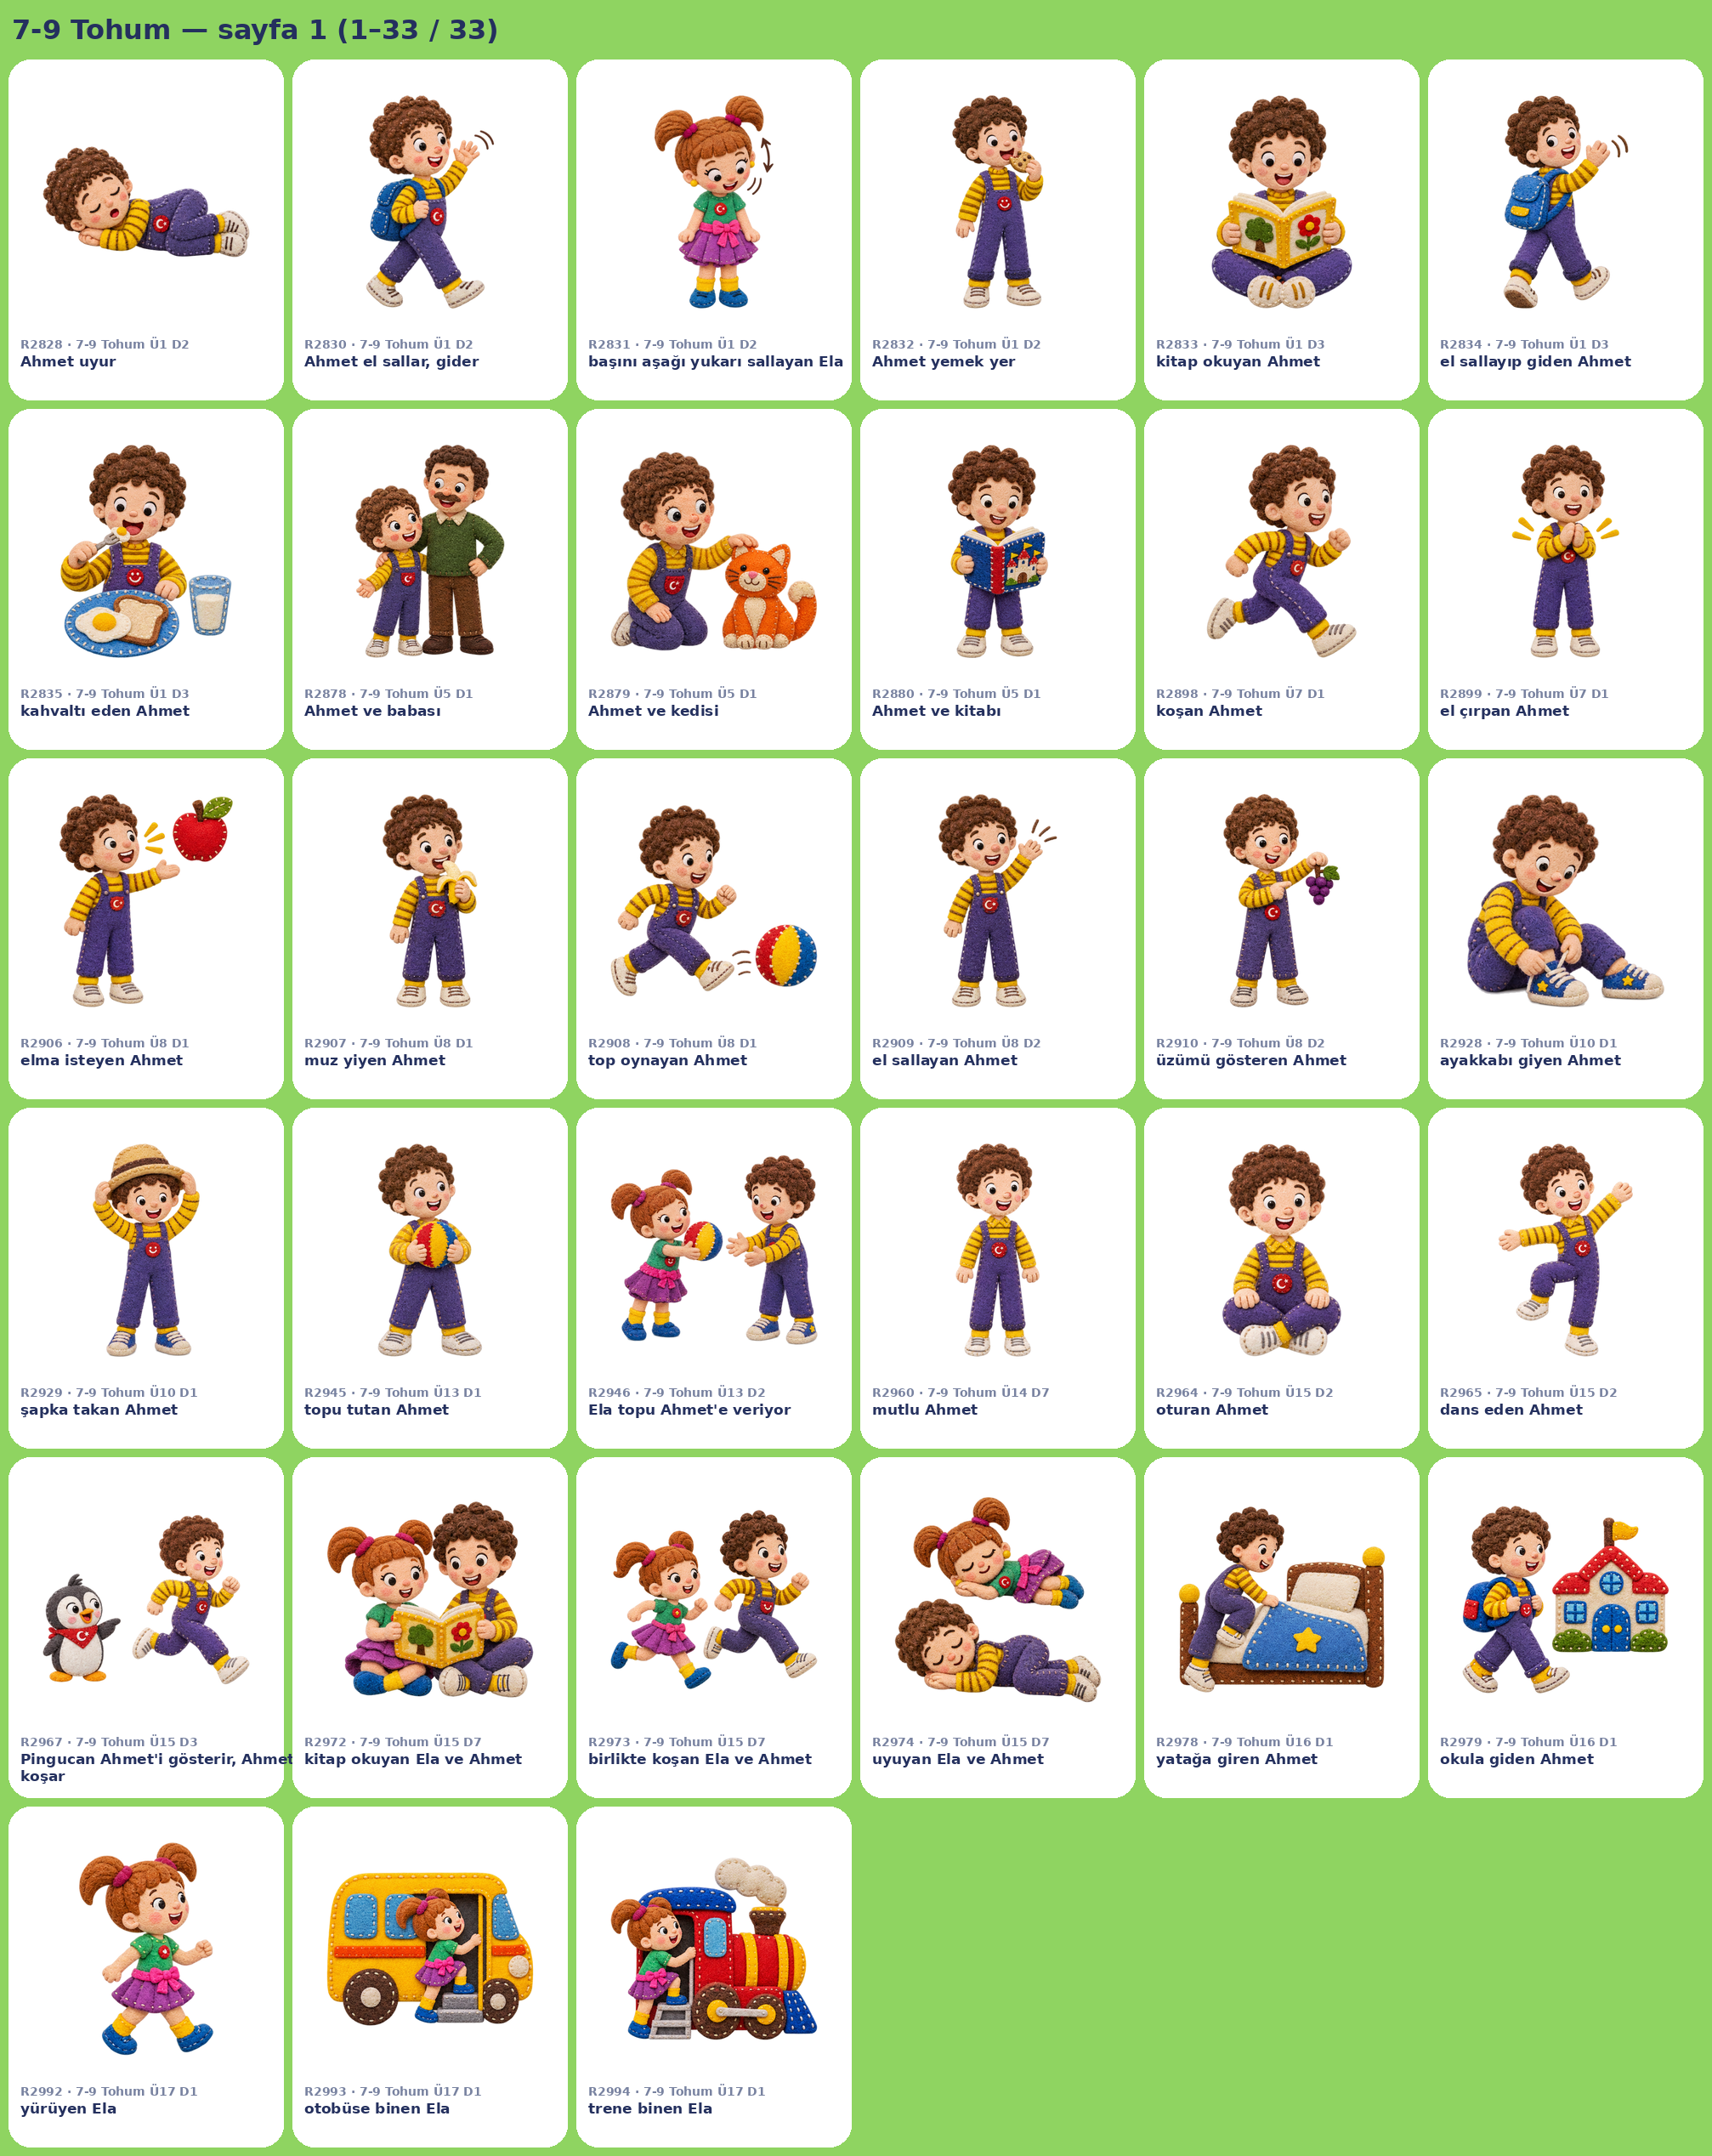 7-9 Tohum — sayfa 1 (1–33 / 33)
R2828 · 7-9 Tohum Ü1 D2
Ahmet uyur
R2830 · 7-9 Tohum Ü1 D2
Ahmet el sallar, gider
R2831 · 7-9 Tohum Ü1 D2
başını aşağı yukarı sallayan Ela
R2832 · 7-9 Tohum Ü1 D2
Ahmet yemek yer
R2833 · 7-9 Tohum Ü1 D3
kitap okuyan Ahmet
R2834 · 7-9 Tohum Ü1 D3
el sallayıp giden Ahmet
R2835 · 7-9 Tohum Ü1 D3
kahvaltı eden Ahmet
R2878 · 7-9 Tohum Ü5 D1
Ahmet ve babası
R2879 · 7-9 Tohum Ü5 D1
Ahmet ve kedisi
R2880 · 7-9 Tohum Ü5 D1
Ahmet ve kitabı
R2898 · 7-9 Tohum Ü7 D1
koşan Ahmet
R2899 · 7-9 Tohum Ü7 D1
el çırpan Ahmet
R2906 · 7-9 Tohum Ü8 D1
elma isteyen Ahmet
R2907 · 7-9 Tohum Ü8 D1
muz yiyen Ahmet
R2908 · 7-9 Tohum Ü8 D1
top oynayan Ahmet
R2909 · 7-9 Tohum Ü8 D2
el sallayan Ahmet
R2910 · 7-9 Tohum Ü8 D2
üzümü gösteren Ahmet
R2928 · 7-9 Tohum Ü10 D1
ayakkabı giyen Ahmet
R2929 · 7-9 Tohum Ü10 D1
şapka takan Ahmet
R2945 · 7-9 Tohum Ü13 D1
topu tutan Ahmet
R2946 · 7-9 Tohum Ü13 D2
Ela topu Ahmet'e veriyor
R2960 · 7-9 Tohum Ü14 D7
mutlu Ahmet
R2964 · 7-9 Tohum Ü15 D2
oturan Ahmet
R2965 · 7-9 Tohum Ü15 D2
dans eden Ahmet
R2967 · 7-9 Tohum Ü15 D3
Pingucan Ahmet'i gösterir, Ahmet
koşar
R2972 · 7-9 Tohum Ü15 D7
kitap okuyan Ela ve Ahmet
R2973 · 7-9 Tohum Ü15 D7
birlikte koşan Ela ve Ahmet
R2974 · 7-9 Tohum Ü15 D7
uyuyan Ela ve Ahmet
R2978 · 7-9 Tohum Ü16 D1
yatağa giren Ahmet
R2979 · 7-9 Tohum Ü16 D1
okula giden Ahmet
R2992 · 7-9 Tohum Ü17 D1
yürüyen Ela
R2993 · 7-9 Tohum Ü17 D1
otobüse binen Ela
R2994 · 7-9 Tohum Ü17 D1
trene binen Ela